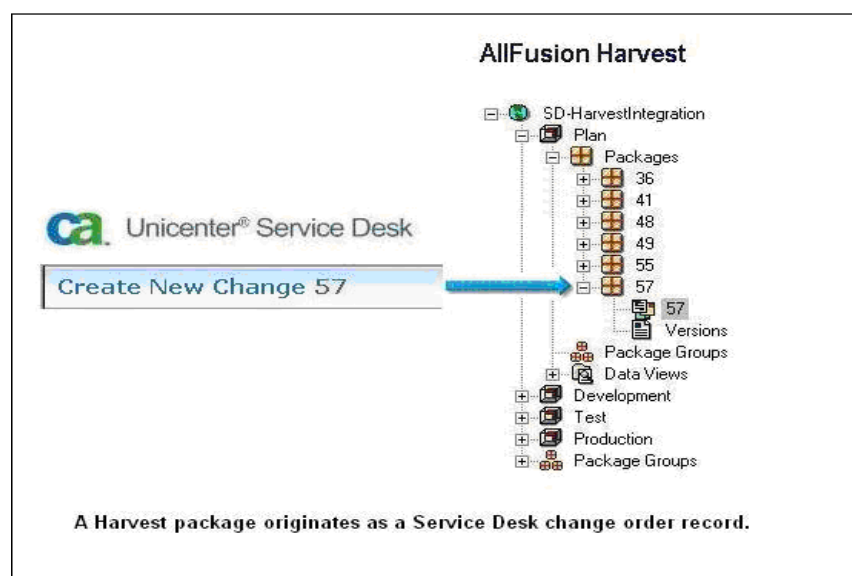 AllFusion Harvest
SD-HarvestIntegration
Plan
Packages
36
41
48
49
55
57
57
Versions
Package Groups
Data Views
Development
Test
Production
Package Groups
ca. Unicenter® Service Desk
Create New Change 57
A Harvest package originates as a Service Desk change order record.